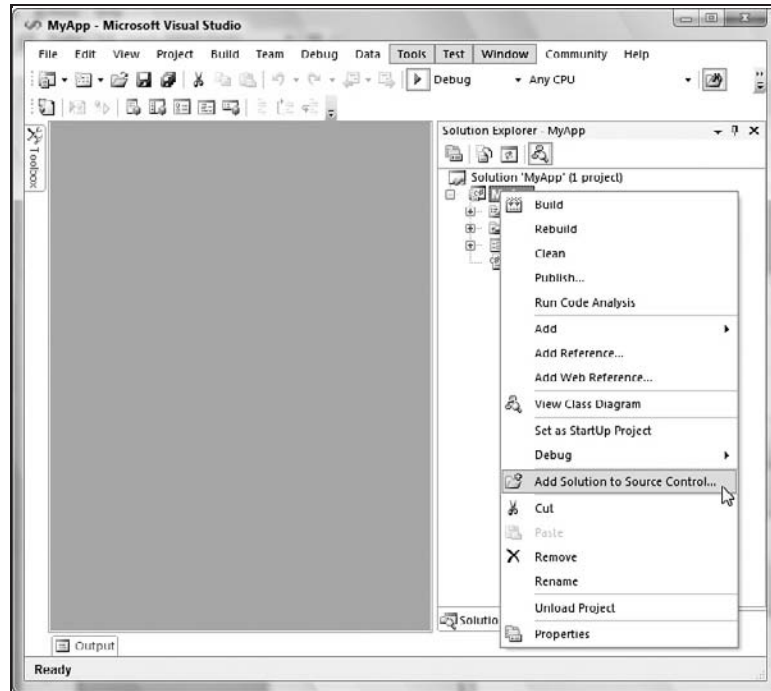 MyApp - Microsoft Visual Studio
File Edit View Project Build Team Debug Data Tools Test Window Community Help
Debug Any CPU
Toolbox
Solution Explorer - MyApp
Solution 'MyApp' (1 project)
Build
Rebuild
Clean
Publish...
Run Code Analysis
Add
Add Reference...
Add Web Reference...
View Class Diagram
Set as StartUp Project
Debug
Add Solution to Source Control...
Cut
Paste
Remove
Rename
Unload Project
Solutio
Properties
Output
Ready